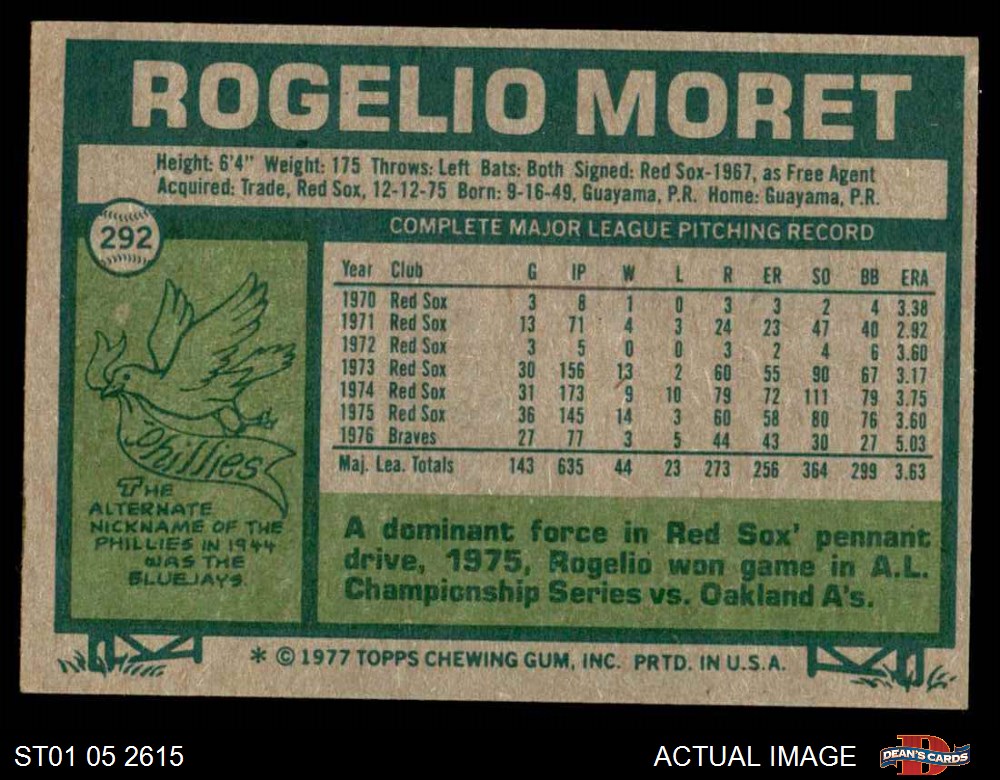 ROGELIO MORET
Height: 6'4" Weight: 175 Throws: Left Bats: Both Signed: Red Sox-1967, as Free Agent
Acquired: Trade, Red Sox, 12-12-75 Born: 9-16-49, Guayama, P.R. Home: Guayama, P.R.
292
COMPLETE MAJOR LEAGUE PITCHING RECORD
Year Club G IP W L R ER SO BB ERA
1970 Red Sox 3 8 1 0 3 3 2 4 3.38
1971 Red Sox 13 71 4 3 24 23 47 40 2.92
1972 Red Sox 3 5 0 0 3 2 4 6 3.60
1973 Red Sox 30 156 13 2 60 55 90 67 3.17
1974 Red Sox 31 173 9 10 79 72 111 79 3.75
1975 Red Sox 36 145 14 3 60 58 80 76 3.60
1976 Braves 27 77 3 5 44 43 30 27 5.03
Maj. Lea. Totals 143 635 44 23 273 256 364 299 3.63
Phillies
THE
ALTERNATE
NICKNAME OF THE
PHILLIES IN 1944
WAS THE
BLUEJAYS.
A dominant force in Red Sox' pennant
drive, 1975, Rogelio won game in A.L.
Championship Series vs. Oakland A's.
* © 1977 TOPPS CHEWING GUM, INC. PRTD. IN U.S.A.
ST01 05 2615
ACTUAL IMAGE
DEAN'S CARDS